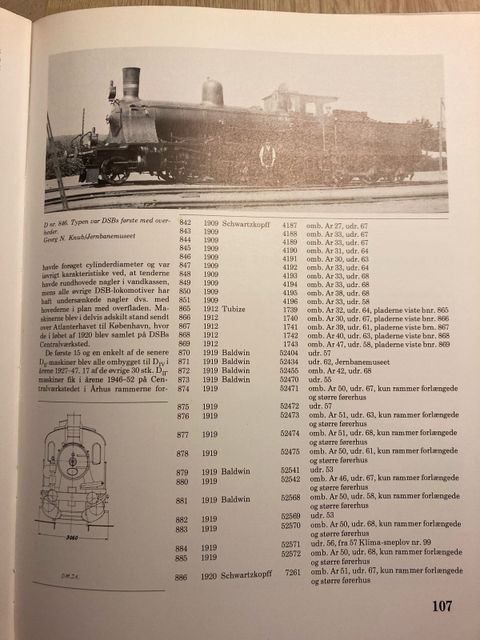 D nr. 846. Typen var DSBs første med over-
heder.
Georg N. Knub/Jernbanemuseet
havde forøget cylinderdiameter og var
iøvrigt karakteristiske ved, at tenderne
havde rundhovede nagler i vandkassen,
mens alle øvrige DSB-lokomotiver har
haft undersænkede nagler dvs. med
hovederne i plan med overfladen. Ma-
skinerne blev i delvis adskilt stand sendt
over Atlanterhavet til København, hvor
de i løbet af 1920 blev samlet på DSBs
Centralværksted.
De første 15 og en enkelt af de senere
DII-maskiner blev alle ombygget til DIV i
årene 1927-47. 17 af de øvrige 30 stk. DII-
maskiner fik i årene 1946-52 på Cen-
tralværkstedet i Århus rammerne for-
842 1909 Schwartzkopff 4187 omb. Ar 27, udr. 67
843 1909 4188 omb. Ar 33, udr. 67
844 1909 4189 omb. Ar 33, udr. 67
845 1909 4190 omb. Ar 31, udr. 64
846 1909 4191 omb. Ar 30, udr. 63
847 1909 4192 omb. Ar 33, udr. 64
848 1909 4193 omb. Ar 33, udr. 68
849 1909 4194 omb. Ar 33, udr. 68
850 1909 4195 omb. Ar 38, udr. 68
851 1909 4196 omb. Ar 33, udr. 58
865 1912 Tubize 1739 omb. Ar 32, udr. 64, pladerne viste bnr. 865
866 1912 1740 omb. Ar 30, udr. 67, pladerne viste bnr. 866
867 1912 1741 omb. Ar 39, udr. 61, pladerne viste brn. 867
868 1912 1742 omb. Ar 40, udr. 63, pladerne viste bnr. 868
869 1912 1743 omb. Ar 47, udr. 58, pladerne viste bnr. 869
870 1919 Baldwin 52404 udr. 57
871 1919 Baldwin 52434 udr. 62, Jernbanemuseet
872 1919 Baldwin 52455 omb. Ar 42, udr. 68
873 1919 Baldwin 52470 udr. 55
874 1919 52471 omb. Ar 50, udr. 67, kun rammer forlængede
og større førerhus
875 1919 52472 udr. 57
876 1919 52473 omb. Ar 51, udr. 63, kun rammer forlængede
og større førerhus
877 1919 52474 omb. Ar 51, udr. 68, kun rammer forlængede
og større førerhus
878 1919 52475 omb. Ar 50, udr. 61, kun rammer forlængede
og større førerhus
879 1919 Baldwin 52541 udr. 53
880 1919 52542 omb. Ar 46, udr. 67, kun rammer forlængede
og større førerhus
881 1919 Baldwin 52568 omb. Ar 50, udr. 58, kun rammer forlængede
og større førerhus
882 1919 52569 udr. 53
883 1919 52570 omb. Ar 50, udr. 68, kun rammer forlængede
og større førerhus
884 1919 52571 udr. 56, fra 57 Klima-sneplov nr. 99
885 1919 52572 omb. Ar 50, udr. 68, kun rammer forlængede
og større førerhus
886 1920 Schwartzkopff 7261 omb. Ar 51, udr. 67, kun rammer forlængede
og større førerhus
3060
107